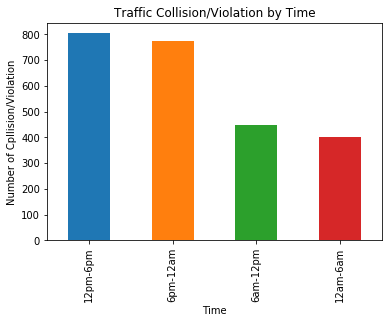 Traffic Collision/Violation by Time
Number of Cpllision/Violation
800
700
600
500
400
300
200
100
0
12pm-6pm
6pm-12am
6am-12pm
12am-6am
Time